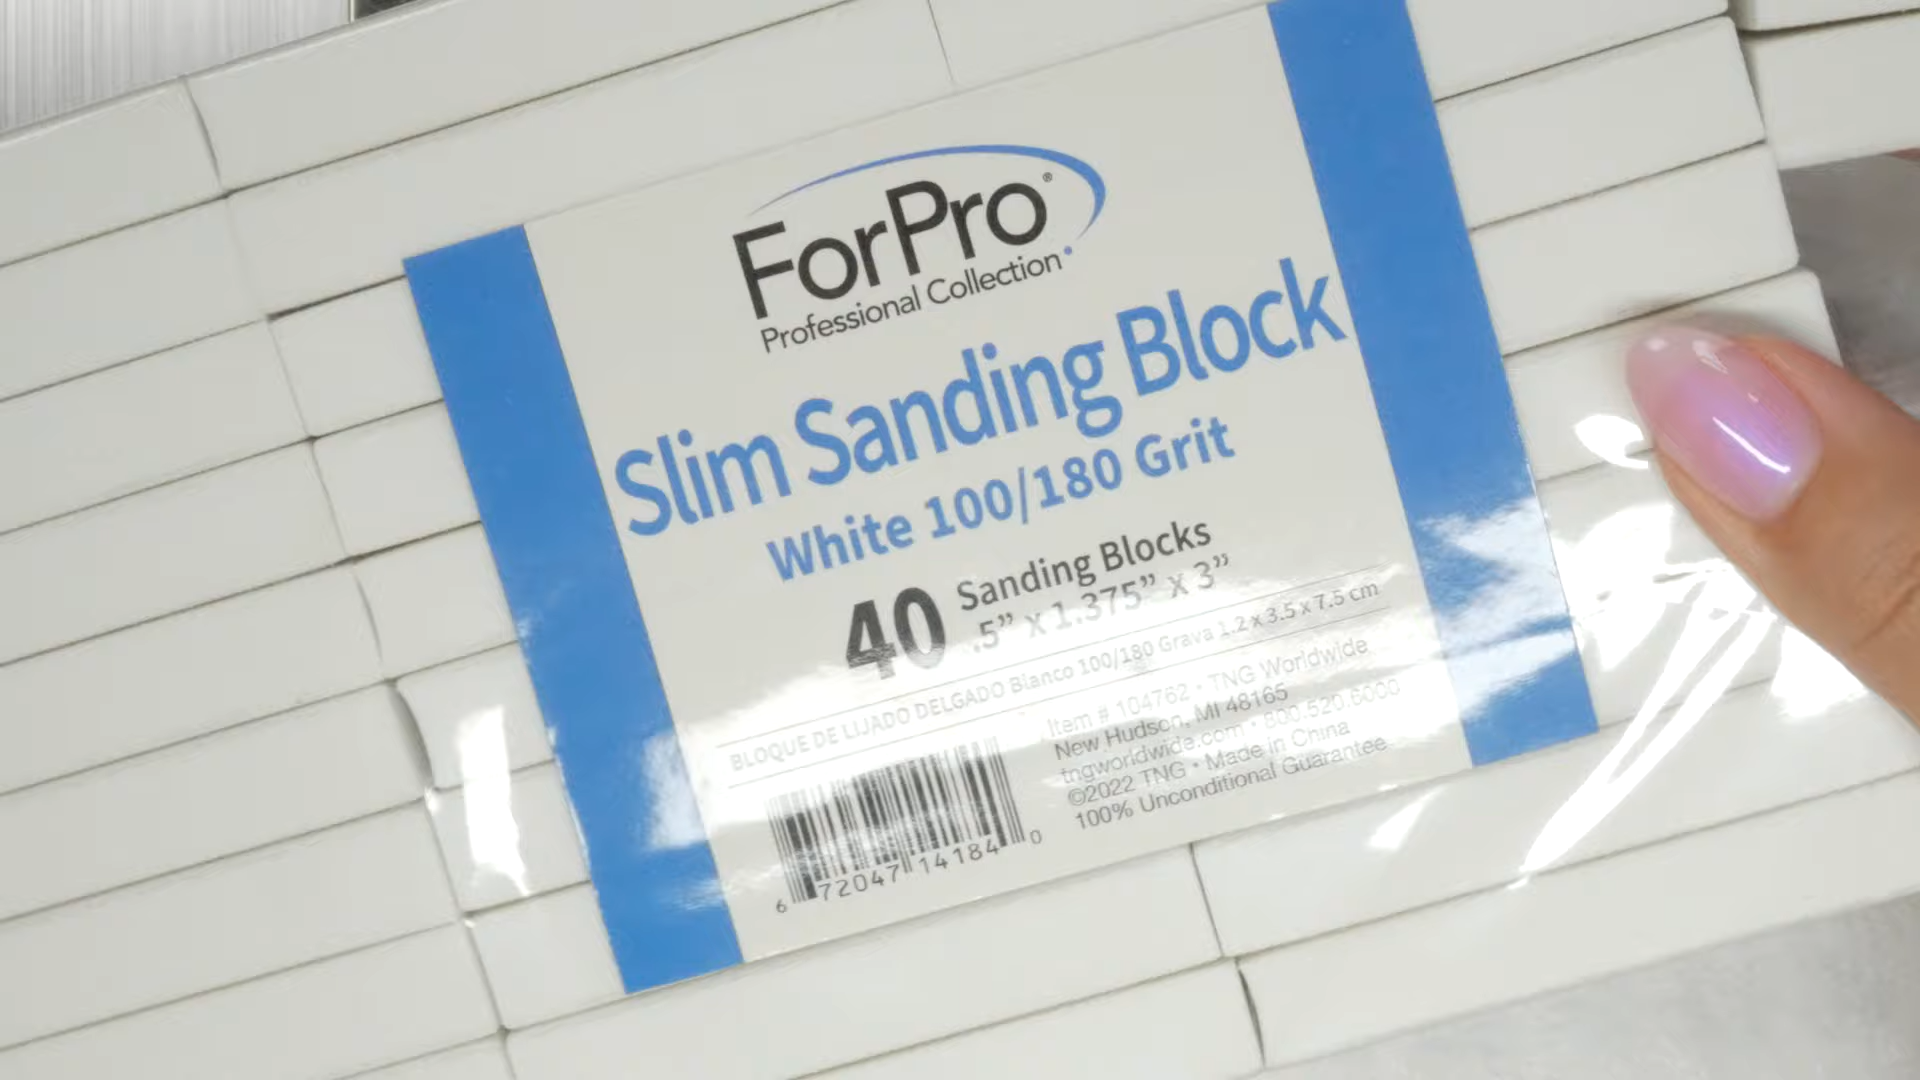 ForPro®
Professional Collection®
Slim Sanding Block
White 100/180 Grit
40 Sanding Blocks
.5” x 1.375” x 3”
BLOQUE DE LIJADO DELGADO Blanco 100/180 Grava 1.2 x 3.5 x 7.5 cm
Item # 104762 • TNG Worldwide
New Hudson, MI 48165
tngworldwide.com • 800.520.6000
©2022 TNG • Made in China
100% Unconditional Guarantee
6 72047 14184 0